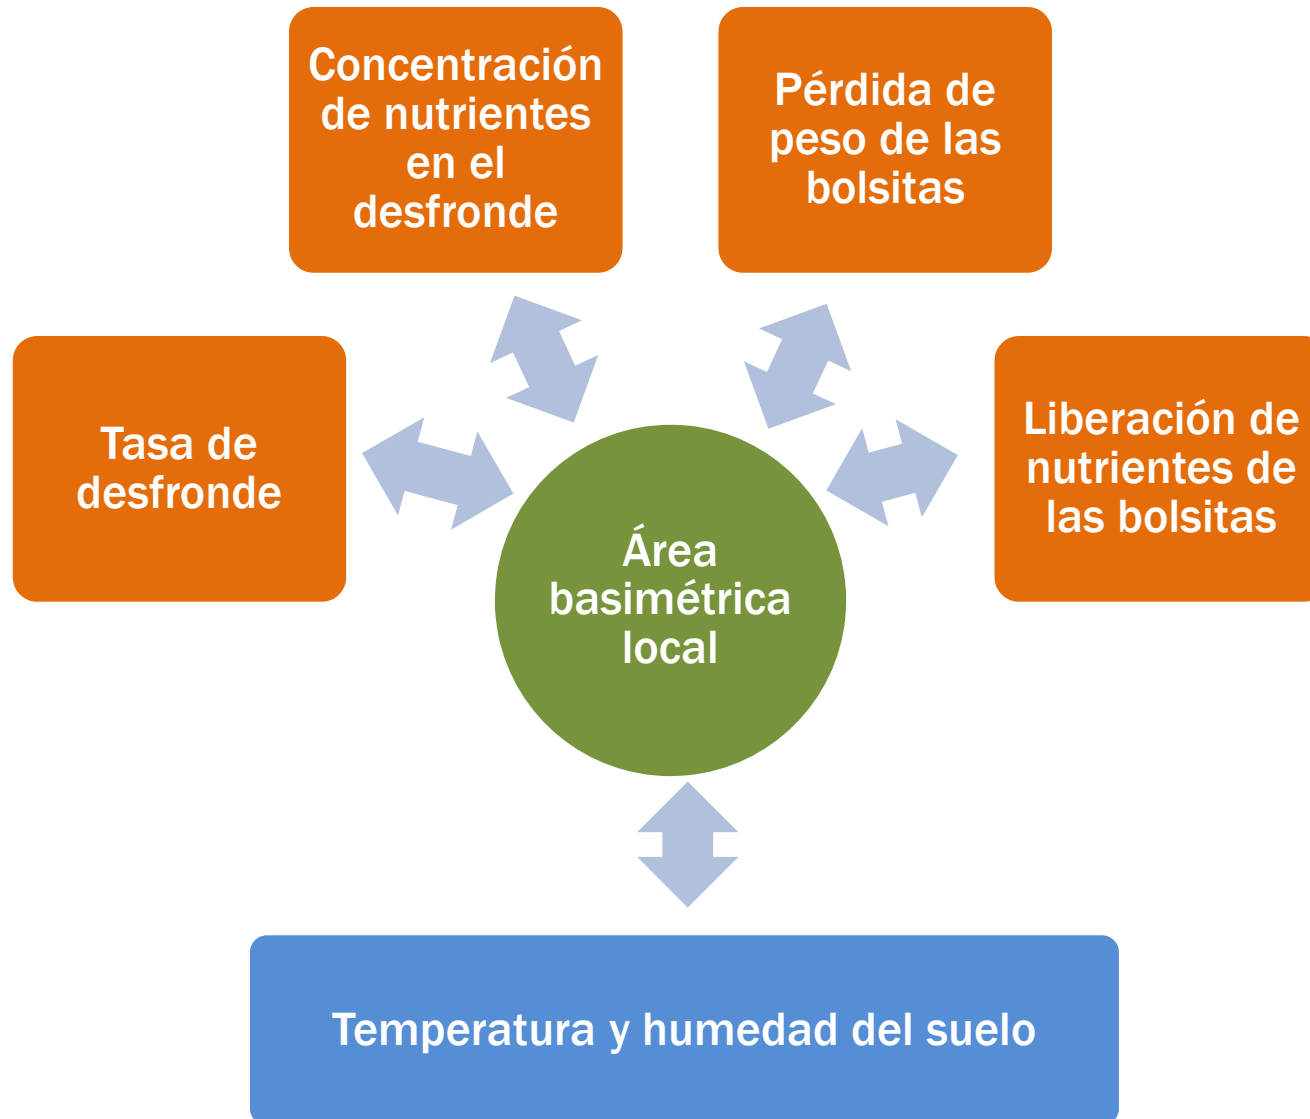 Concentración
de nutrientes
en el
desfronde
Pérdida de
peso de las
bolsitas
Tasa de
desfronde
Liberación de
nutrientes de
las bolsitas
Área
basimétrica
local
Temperatura y humedad del suelo